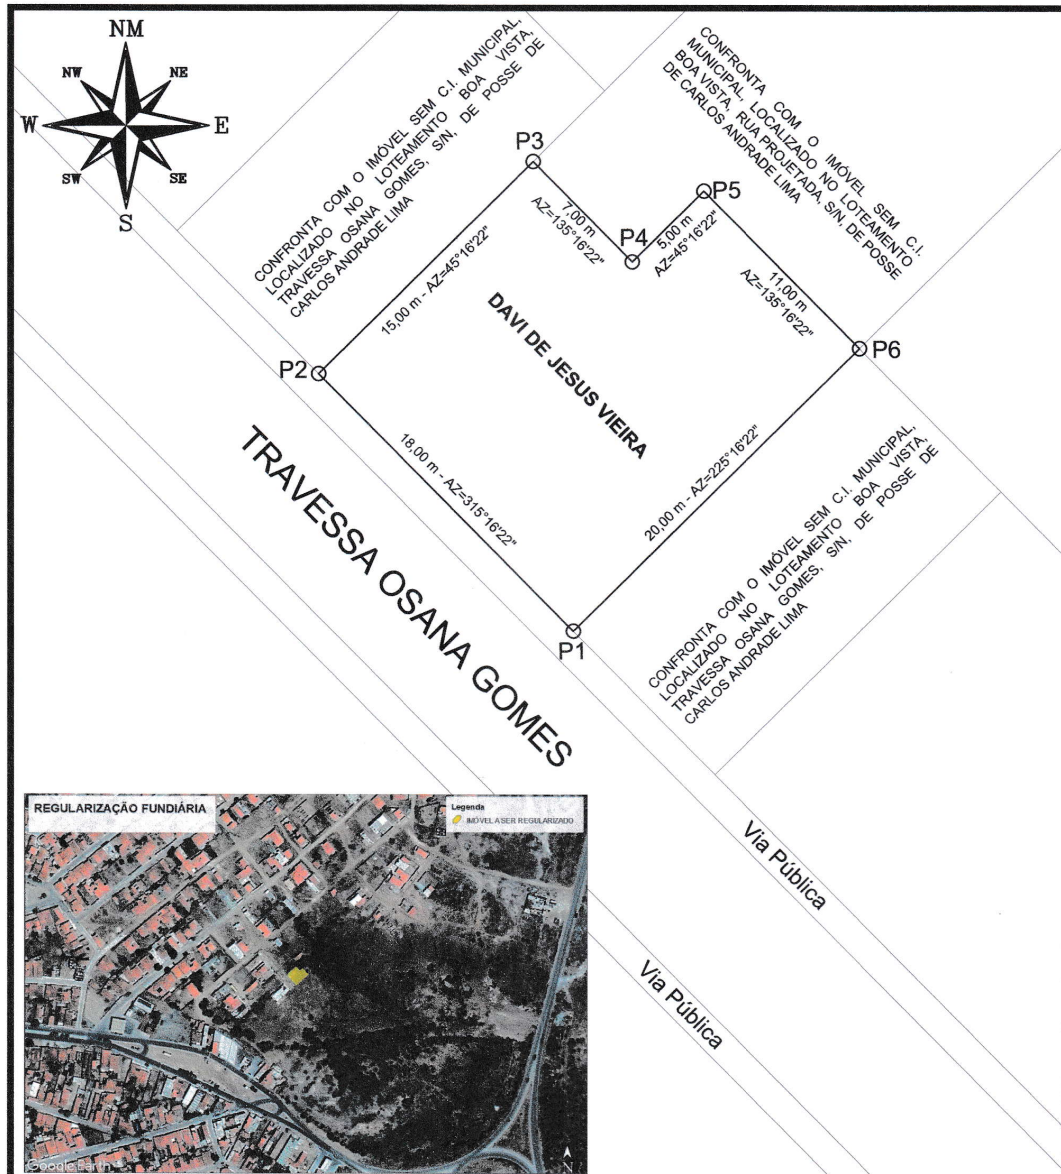 NM
NW
NE
W
E
SW
SE
S
CONFRONTA COM O IMÓVEL SEM C.I. MUNICIPAL,
LOCALIZADO NO LOTEAMENTO BOA VISTA,
TRAVESSA OSANA GOMES, S/N, DE POSSE DE
CARLOS ANDRADE LIMA
CONFRONTA COM O IMÓVEL SEM C.I.
MUNICIPAL, LOCALIZADO NO LOTEAMENTO
BOA VISTA, RUA PROJETADA, S/N, DE POSSE
DE CARLOS ANDRADE LIMA
P3
P5
7,00 m
AZ=135°16'22"
P4
5,00 m
AZ=45°16'22"
15,00 m - AZ=45°16'22"
11,00 m
AZ=135°16'22"
DAVI DE JESUS VIEIRA
P6
P2
18,00 m - AZ=315°16'22"
20,00 m - AZ=225°16'22"
TRAVESSA OSANA GOMES
CONFRONTA COM O IMÓVEL SEM C.I. MUNICIPAL,
LOCALIZADO NO LOTEAMENTO BOA VISTA,
TRAVESSA OSANA GOMES, S/N, DE POSSE DE
CARLOS ANDRADE LIMA
P1
REGULARIZAÇÃO FUNDIÁRIA
Legenda
IMÓVEL A SER REGULARIZADO
Via Pública
Via Pública
Google Earth
N